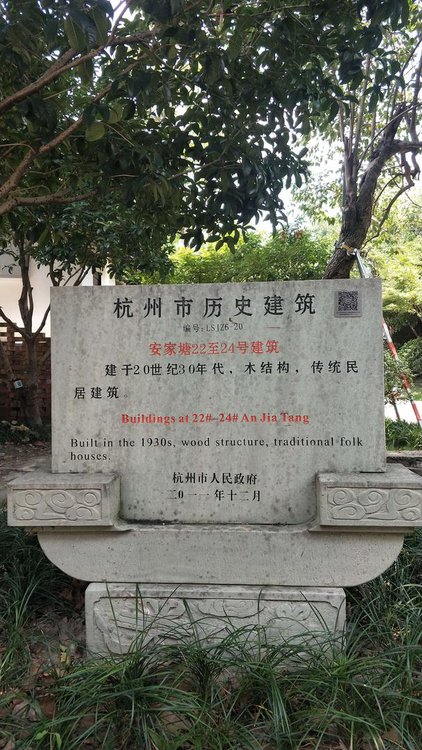 杭州市历史建筑
编号:LSJZ6-20
安家塘22至24号建筑
建于20世纪30年代，木结构，传统民
居建筑。
Buildings at 22#-24# An Jia Tang
Built in the 1930s, wood structure, traditional folk
houses.
杭州市人民政府
二〇一一年十二月